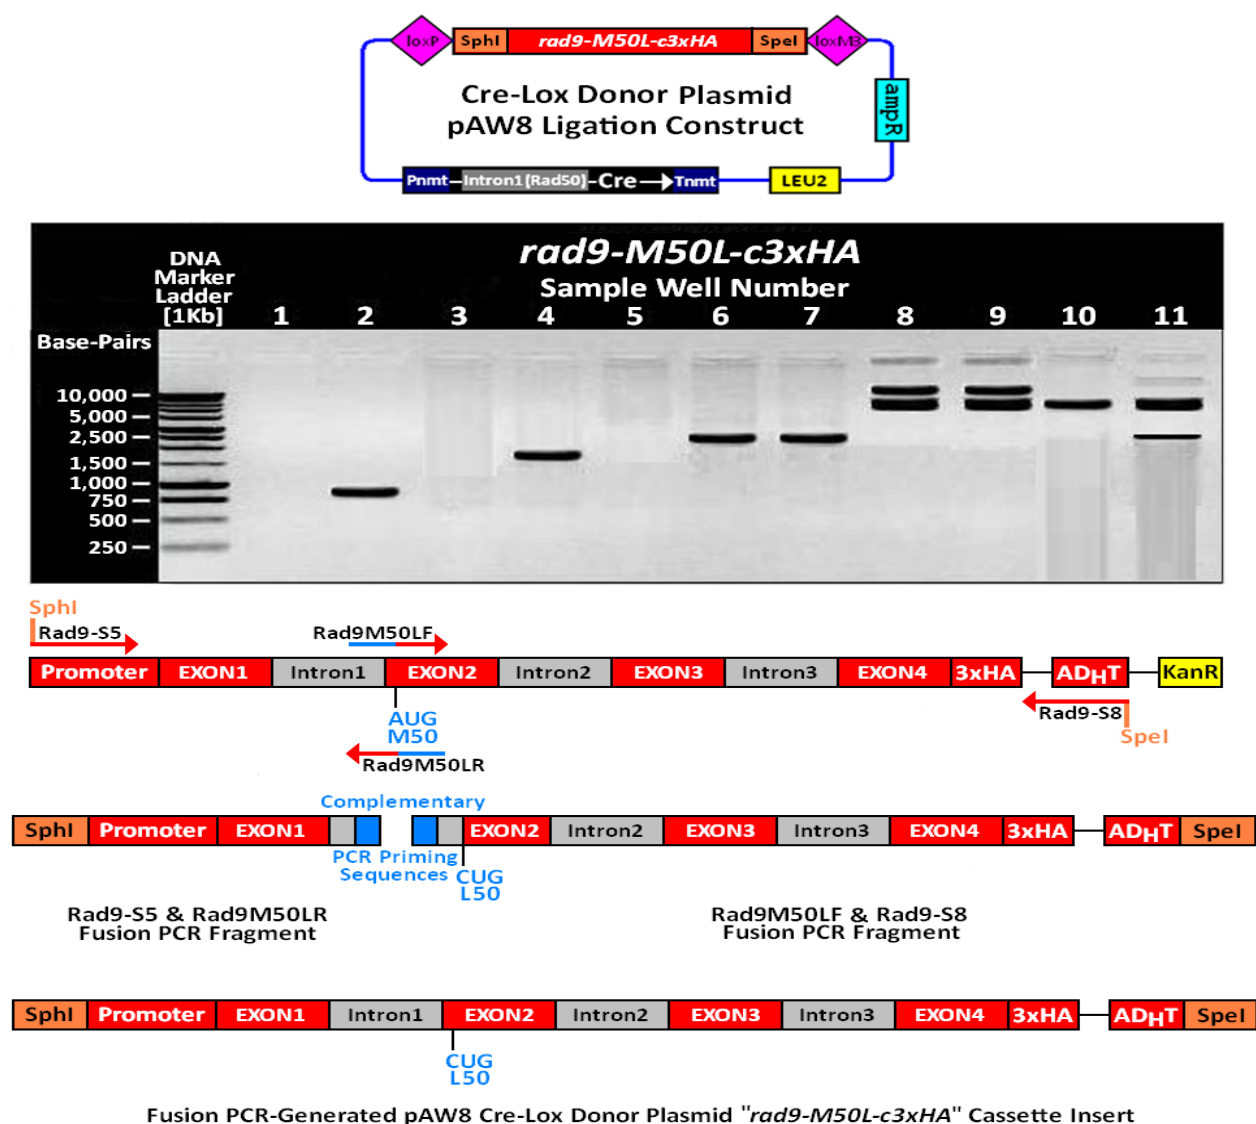 loxP SphI rad9-M50L-c3xHA SpeI loxM3
Cre-Lox Donor Plasmid
pAW8 Ligation Construct
ampR
Pnmt Intron1(Rad50) Cre Tnmt LEU2
rad9-M50L-c3xHA
Sample Well Number
DNA
Marker
Ladder
[1Kb] 1 2 3 4 5 6 7 8 9 10 11
Base-Pairs
10,000
5,000
2,500
1,500
1,000
750
500
250
SphI
Rad9-S5 Rad9M50LF
Promoter EXON1 Intron1 EXON2 Intron2 EXON3 Intron3 EXON4 3xHA ADHT KanR
Rad9-S8
AUG
M50
SpeI
Rad9M50LR
Complementary
SphI Promoter EXON1 EXON2 Intron2 EXON3 Intron3 EXON4 3xHA ADHT SpeI
PCR Priming
Sequences
CUG
L50
Rad9-S5 & Rad9M50LR
Fusion PCR Fragment
Rad9M50LF & Rad9-S8
Fusion PCR Fragment
SphI Promoter EXON1 Intron1 EXON2 Intron2 EXON3 Intron3 EXON4 3xHA ADHT SpeI
CUG
L50
Fusion PCR-Generated pAW8 Cre-Lox Donor Plasmid "rad9-M50L-c3xHA" Cassette Insert